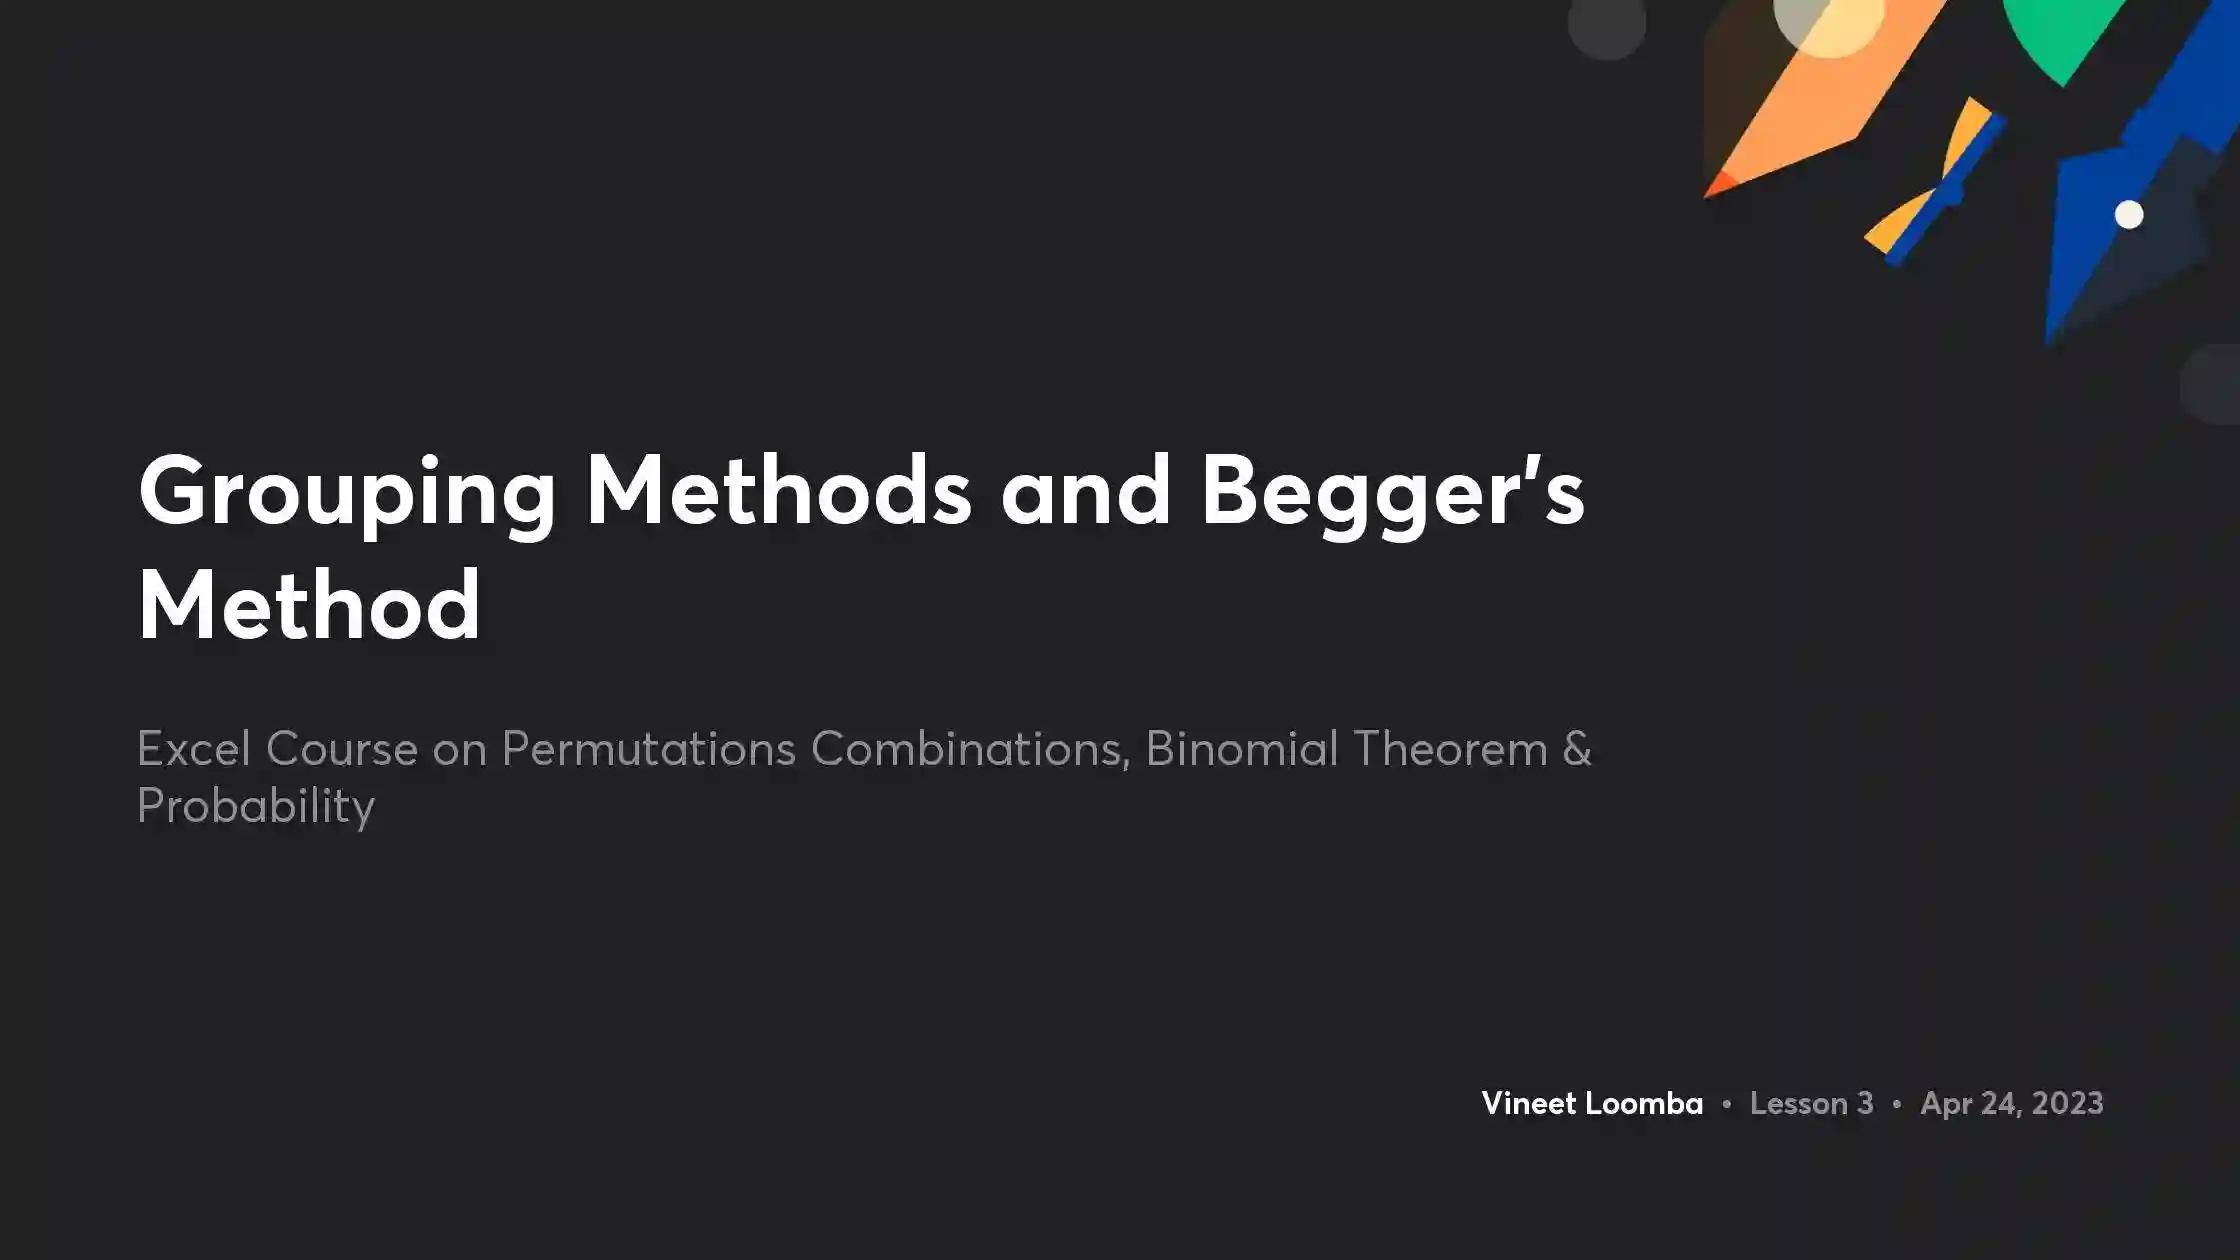 Grouping Methods and Begger's
Method
Excel Course on Permutations Combinations, Binomial Theorem &
Probability
Vineet Loomba • Lesson 3 • Apr 24, 2023